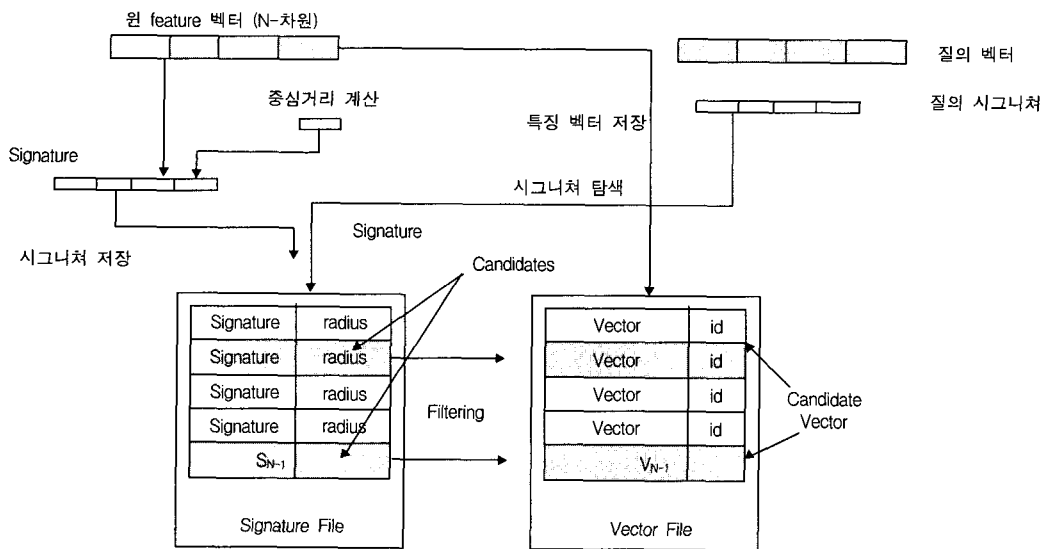 윈 feature 벡터 (N-차원)
질의 벡터
중심거리 계산
질의 시그니쳐
특징 벡터 저장
Signature
시그니쳐 탐색
시그니쳐 저장
Signature
Candidates
Signature radius
Signature radius
Signature radius
Signature radius
SN-1
Signature File
Filtering
Vector id
Vector id
Vector id
Vector id
VN-1
Vector File
Candidate
Vector